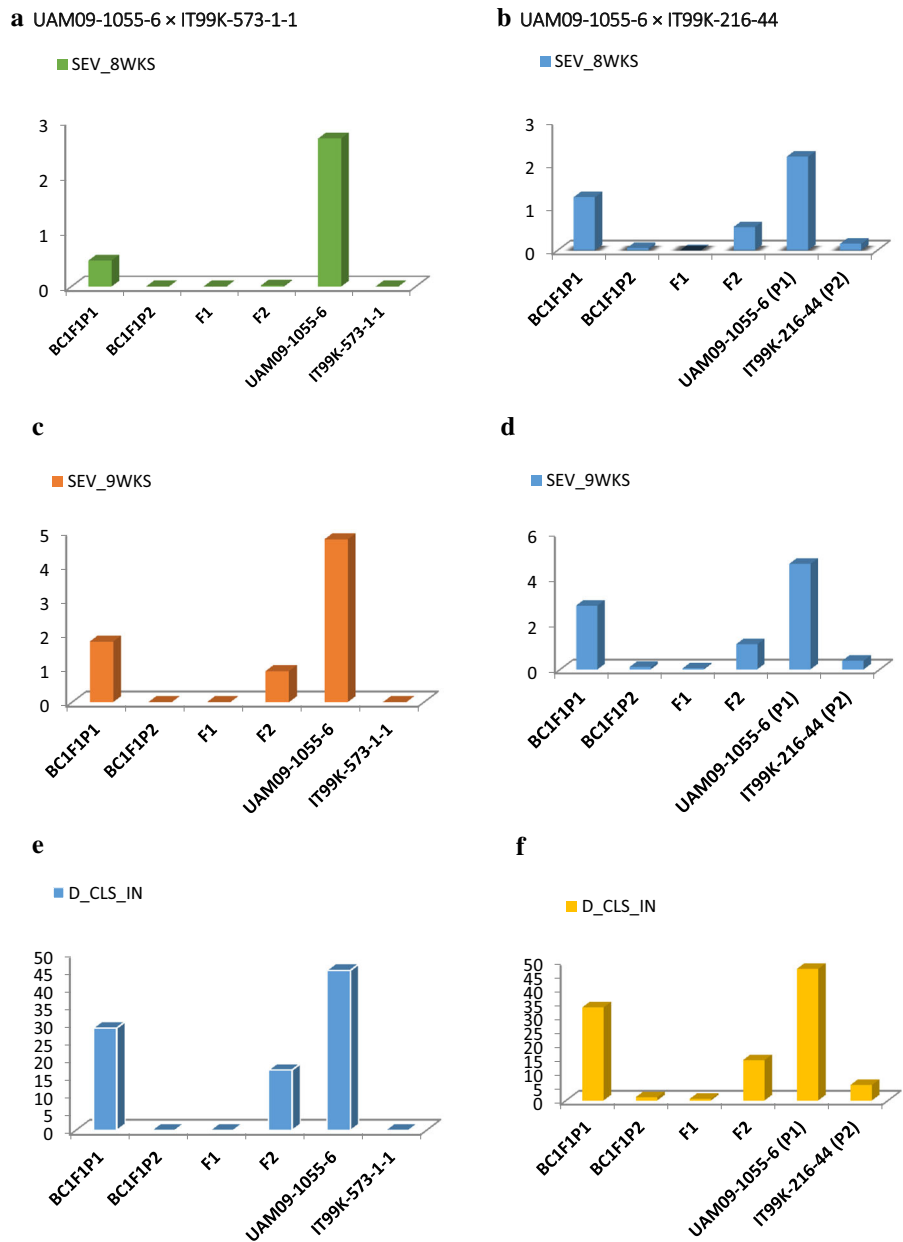 a UAM09-1055-6 × IT99K-573-1-1
SEV_8WKS
3
2
1
0
BC1F1P1
BC1F1P2
F1
F2
UAM09-1055-6
IT99K-573-1-1
b UAM09-1055-6 × IT99K-216-44
SEV_8WKS
3
2
1
0
BC1F1P1
BC1F1P2
F1
F2
UAM09-1055-6 (P1)
IT99K-216-44 (P2)
c
SEV_9WKS
5
4
3
2
1
0
BC1F1P1
BC1F1P2
F1
F2
UAM09-1055-6
IT99K-573-1-1
d
SEV_9WKS
6
4
2
0
BC1F1P1
BC1F1P2
F1
F2
UAM09-1055-6 (P1)
IT99K-216-44 (P2)
e
D_CLS_IN
50
45
40
35
30
25
20
15
10
5
0
BC1F1P1
BC1F1P2
F1
F2
UAM09-1055-6
IT99K-573-1-1
f
D_CLS_IN
50
45
40
35
30
25
20
15
10
5
0
BC1F1P1
BC1F1P2
F1
F2
UAM09-1055-6 (P1)
IT99K-216-44 (P2)